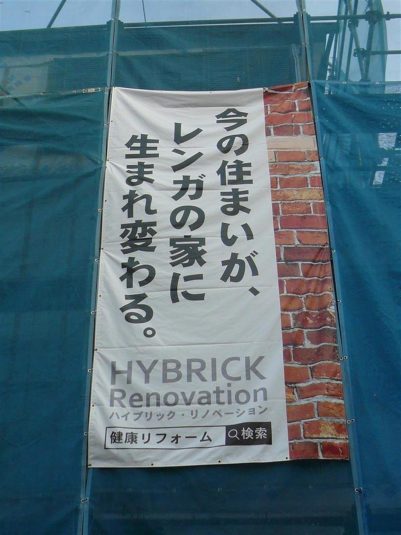 今の住まいが、
レンガの家に
生まれ変わる。
HYBRICK
Renovation
ハイブリック・リノベーション
健康リフォーム 検索